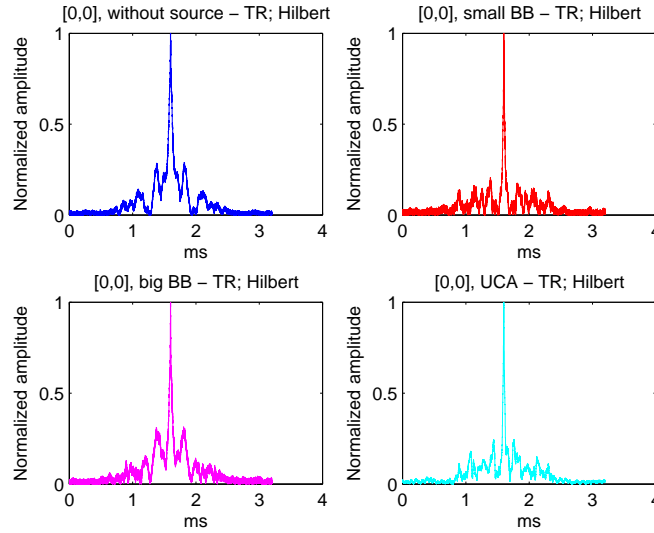 [0,0], without source − TR; Hilbert
Normalized amplitude
1
0.5
0
0
1
2
3
4
ms
[0,0], small BB − TR; Hilbert
Normalized amplitude
1
0.5
0
0
1
2
3
4
ms
[0,0], big BB − TR; Hilbert
Normalized amplitude
1
0.5
0
0
1
2
3
4
ms
[0,0], UCA − TR; Hilbert
Normalized amplitude
1
0.5
0
0
1
2
3
4
ms